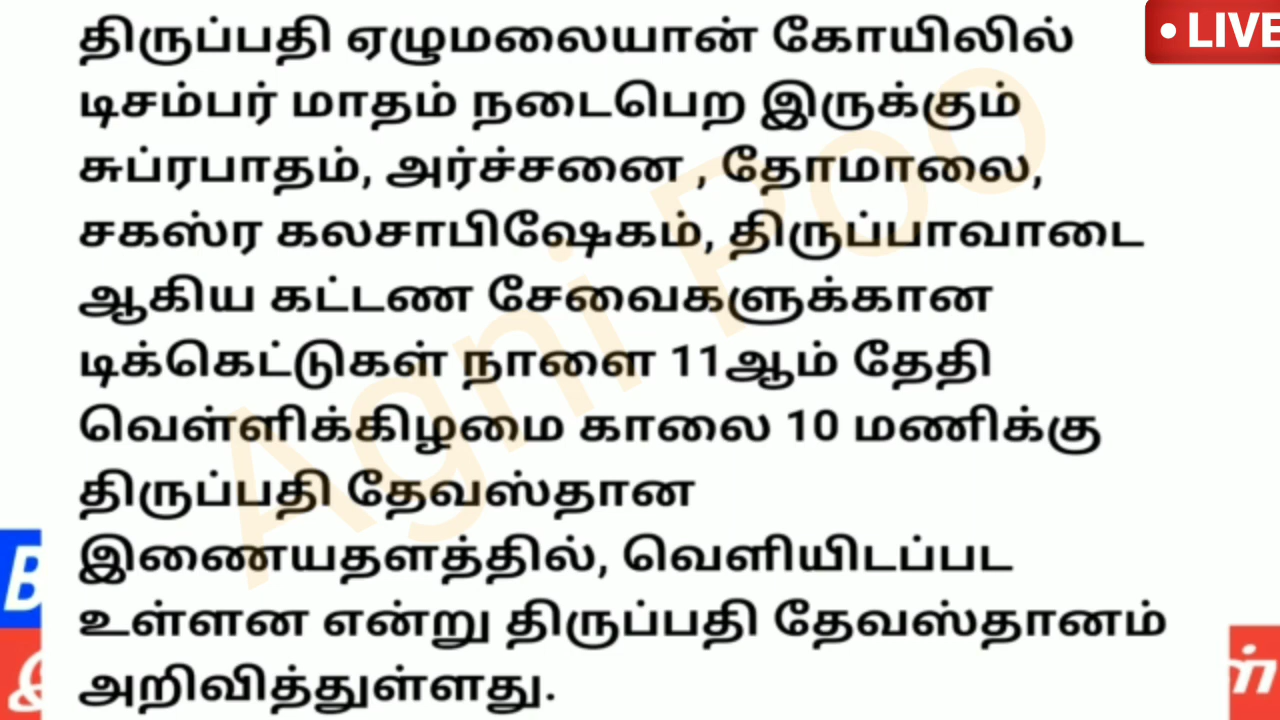 திருப்பதி ஏழுமலையான் கோயிலில்
• LIVE
டிசம்பர் மாதம் நடைபெற இருக்கும்
சுப்ரபாதம், அர்ச்சனை , தோமாலை,
சகஸ்ர கலசாபிஷேகம், திருப்பாவாடை
ஆகிய கட்டண சேவைகளுக்கான
டிக்கெட்டுகள் நாளை 11ஆம் தேதி
வெள்ளிக்கிழமை காலை 10 மணிக்கு
திருப்பதி தேவஸ்தான
இணையதளத்தில், வெளியிடப்பட
உள்ளன என்று திருப்பதி தேவஸ்தானம்
அறிவித்துள்ளது.
Agni Poo